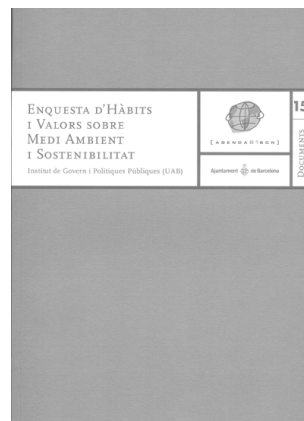 ENQUESTA D'HÀBITS
I VALORS SOBRE
MEDI AMBIENT
I SOSTENIBILITAT
Institut de Govern i Polítiques Públiques (UAB)
Ajuntament de Barcelona
15
DOCUMENTS